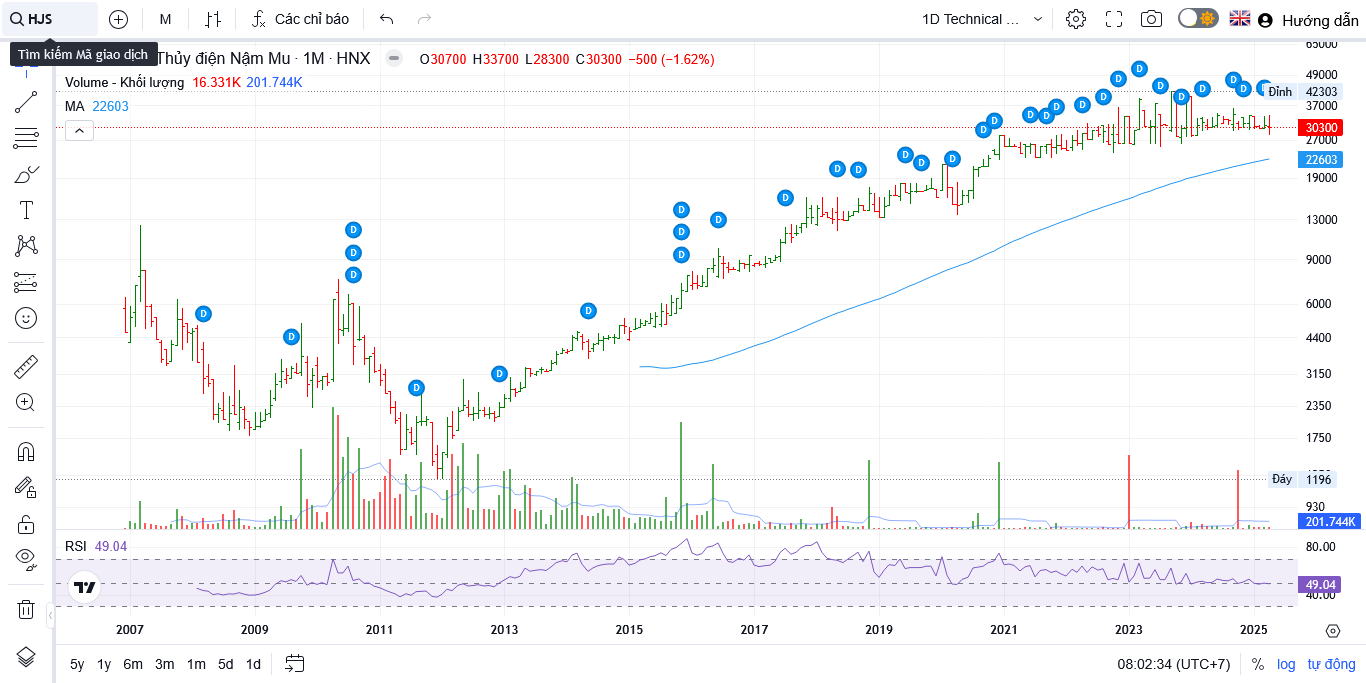 HJS
M
Các chỉ báo
1D Technical ...
Hướng dẫn
Tìm kiếm Mã giao dịch
Thủy điện Nậm Mu · 1M · HNX
O30700 H33700 L28300 C30300 −500 (−1.62%)
Volume - Khối lượng 16.331K 201.744K
MA 22603
65000
49000
Đỉnh 42303
37000
30300
27000
22603
19000
13000
9000
6000
4400
3150
2350
1750
Đáy 1196
930
201.744K
D D D D D D D D D D D D D D D D D D D D D D D D D D D D D D D D D D D
RSI 49.04
80.00
49.04
40.00
2007 2009 2011 2013 2015 2017 2019 2021 2023 2025
5y 1y 6m 3m 1m 5d 1d
08:02:34 (UTC+7) % log tự động